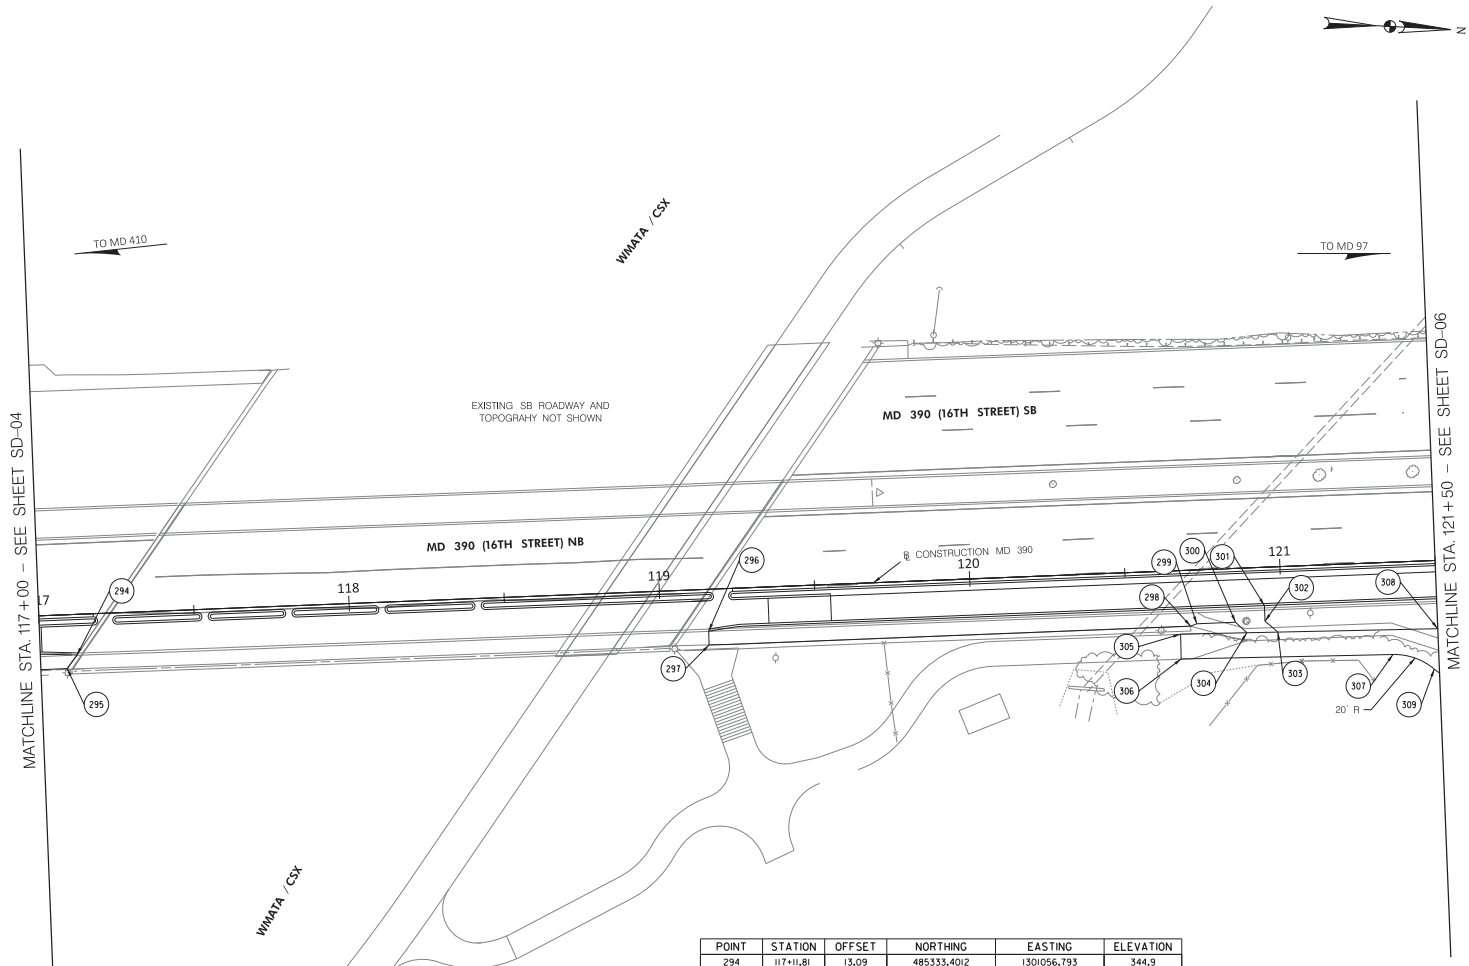 N
TO MD 410
WMATA / CSX
TO MD 97
MATCHLINE STA. 117+00 - SEE SHEET SD-04
EXISTING SB ROADWAY AND
TOPOGRAHY NOT SHOWN
MD 390 (16TH STREET) SB
MATCHLINE STA. 121+50 - SEE SHEET SD-06
MD 390 (16TH STREET) NB
℄ CONSTRUCTION MD 390
17
118
119
120
121
294
295
296
297
298
299
300
301
302
303
304
305
306
307
308
309
20' R
WMATA / CSX
POINT STATION OFFSET NORTHING EASTING ELEVATION
294 117+11.81 13.09 485333.4012 1301056.793 344.9